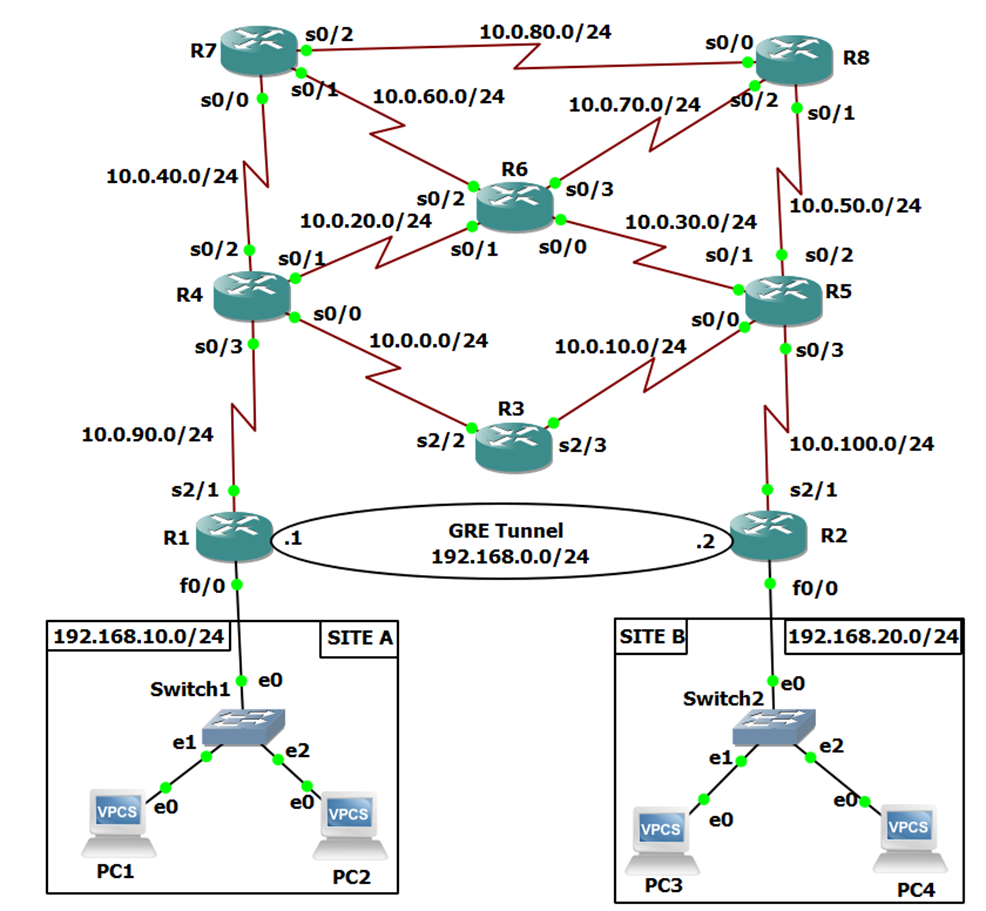 s0/2
10.0.80.0/24
s0/0
R7
R8
s0/1
s0/0
10.0.60.0/24
10.0.70.0/24
s0/2
s0/1
R6
10.0.40.0/24
s0/2
s0/3
10.0.20.0/24
10.0.30.0/24
10.0.50.0/24
s0/2
s0/1
s0/1
s0/0
s0/1
s0/2
R4
R5
s0/0
s0/0
s0/3
10.0.0.0/24
10.0.10.0/24
s0/3
R3
10.0.90.0/24
s2/2
s2/3
10.0.100.0/24
s2/1
s2/1
R1
.1
GRE Tunnel
192.168.0.0/24
.2
R2
f0/0
f0/0
192.168.10.0/24
SITE A
SITE B
192.168.20.0/24
Switch1
e0
Switch2
e0
e1
e2
e1
e2
e0
e0
e0
e0
VPCS
VPCS
VPCS
VPCS
PC1
PC2
PC3
PC4